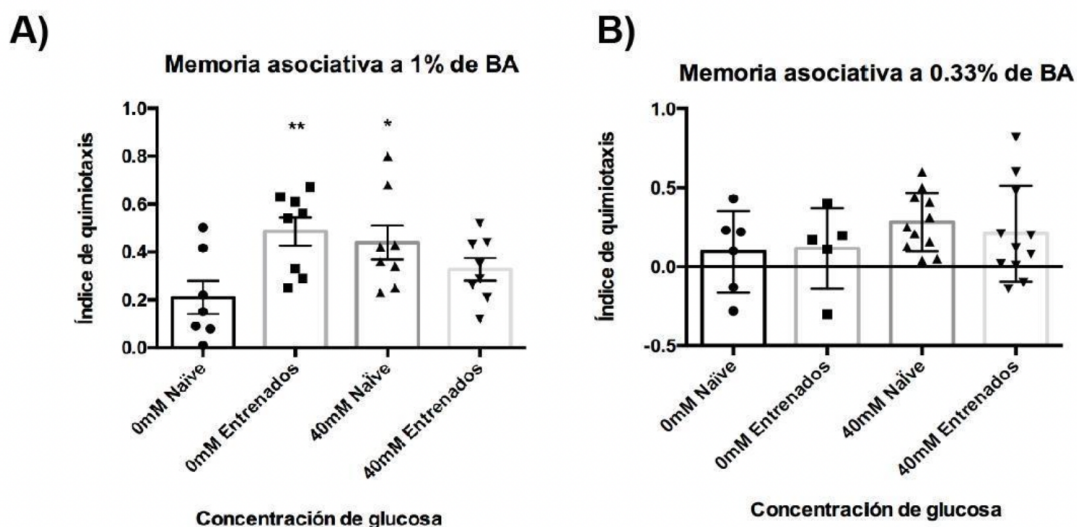 A)
Memoria asociativa a 1% de BA
**
*
Índice de quimiotaxis
1.0
0.8
0.6
0.4
0.2
0.0
0mM Naïve
0mM Entrenados
40mM Naïve
40mM Entrenados
Concentración de glucosa
B)
Memoria asociativa a 0.33% de BA
Índice de quimiotaxis
1.0
0.5
0.0
-0.5
0mM Naïve
0mM Entrenados
40mM Naïve
40mM Entrenados
Concentración de glucosa